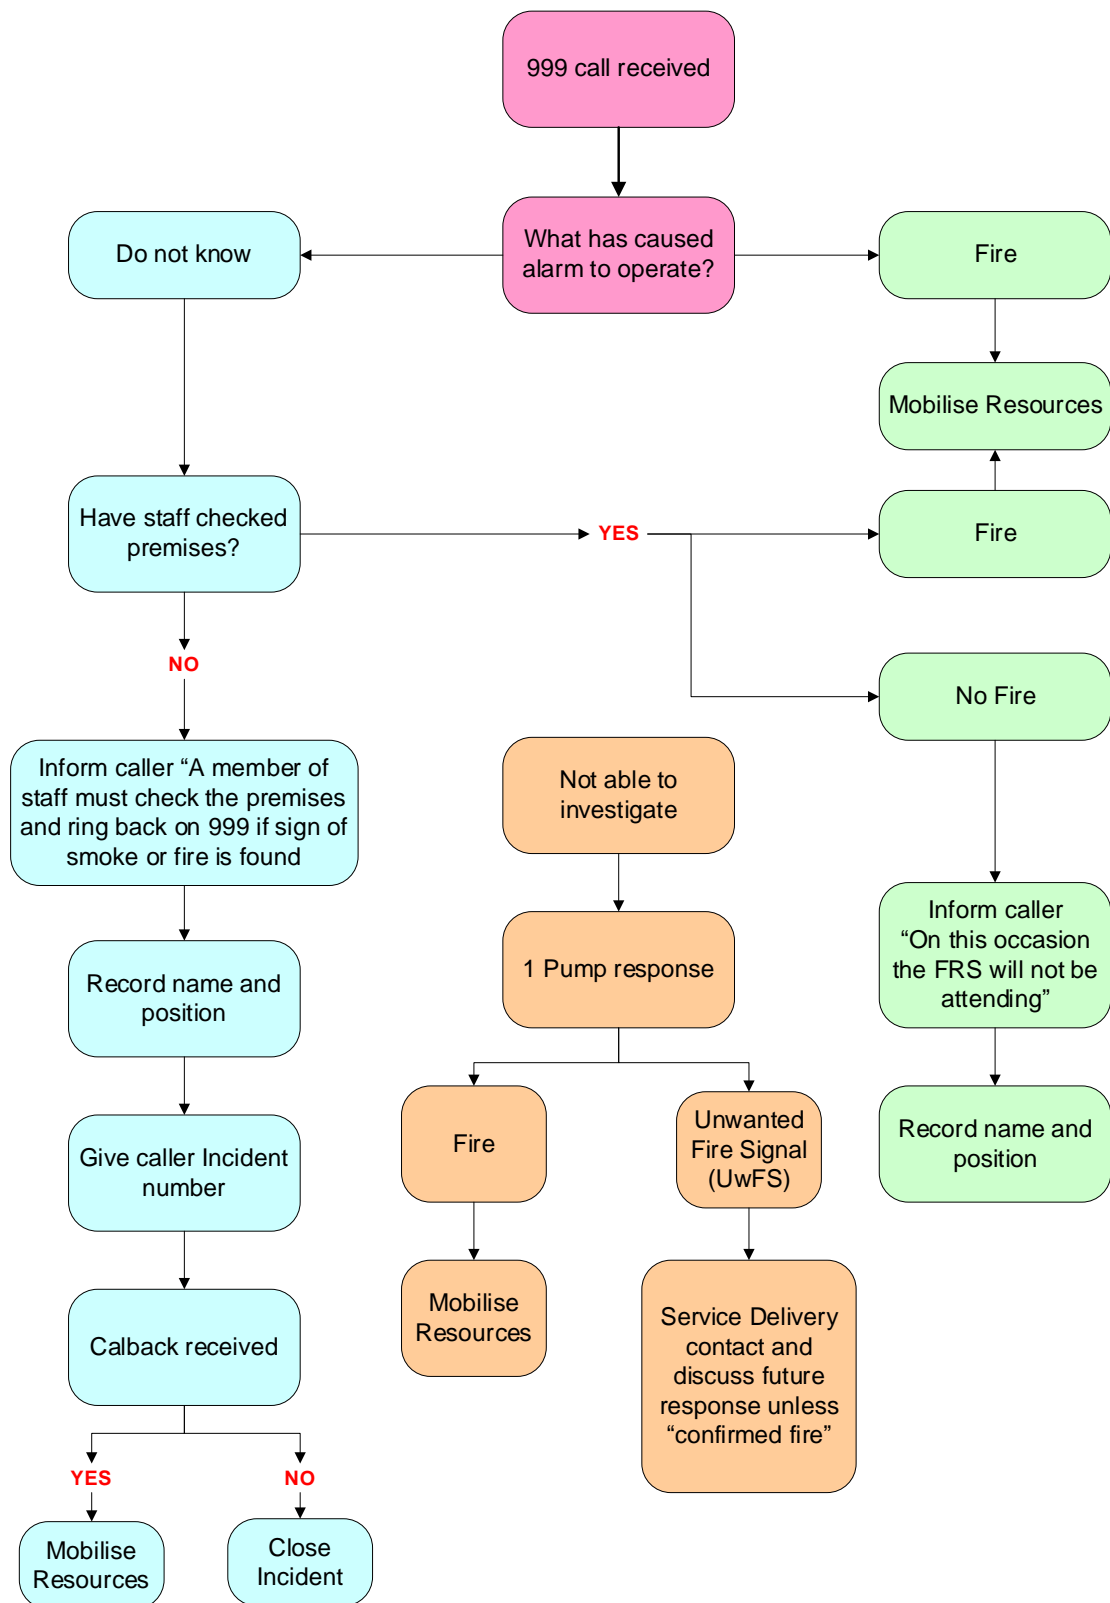 999 call received
What has caused
alarm to operate?
Do not know
Fire
Mobilise Resources
Have staff checked
premises?
YES
Fire
NO
No Fire
Inform caller “A member of
staff must check the premises
and ring back on 999 if sign of
smoke or fire is found
Not able to
investigate
Inform caller
“On this occasion
the FRS will not be
attending”
1 Pump response
Record name and
position
Fire
Unwanted
Fire Signal
(UwFS)
Record name and
position
Give caller Incident
number
Mobilise
Resources
Service Delivery
contact and
discuss future
response unless
“confirmed fire”
Calback received
YES
NO
Mobilise
Resources
Close
Incident